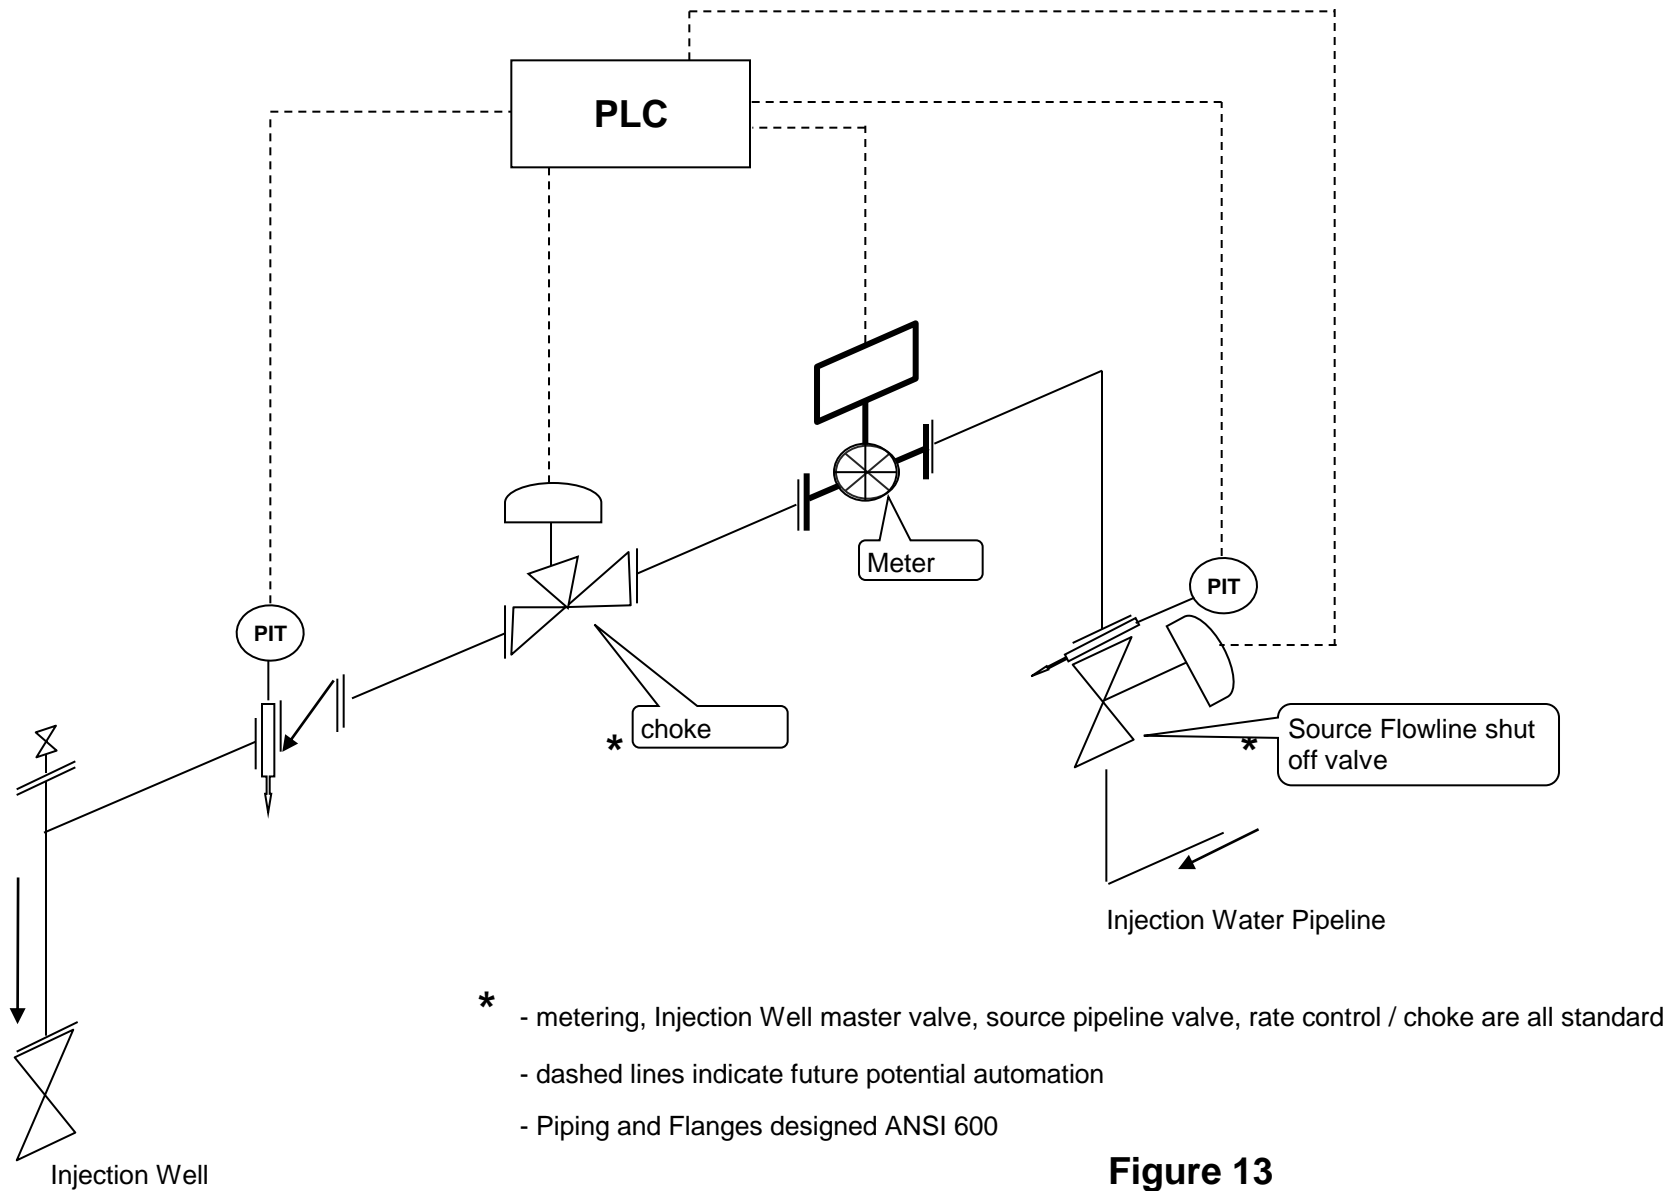 PLC
Meter
PIT
PIT
choke
*
Source Flowline shut
off valve
*
Injection Water Pipeline
* - metering, Injection Well master valve, source pipeline valve, rate control / choke are all standard
- dashed lines indicate future potential automation
- Piping and Flanges designed ANSI 600
Injection Well
Figure 13